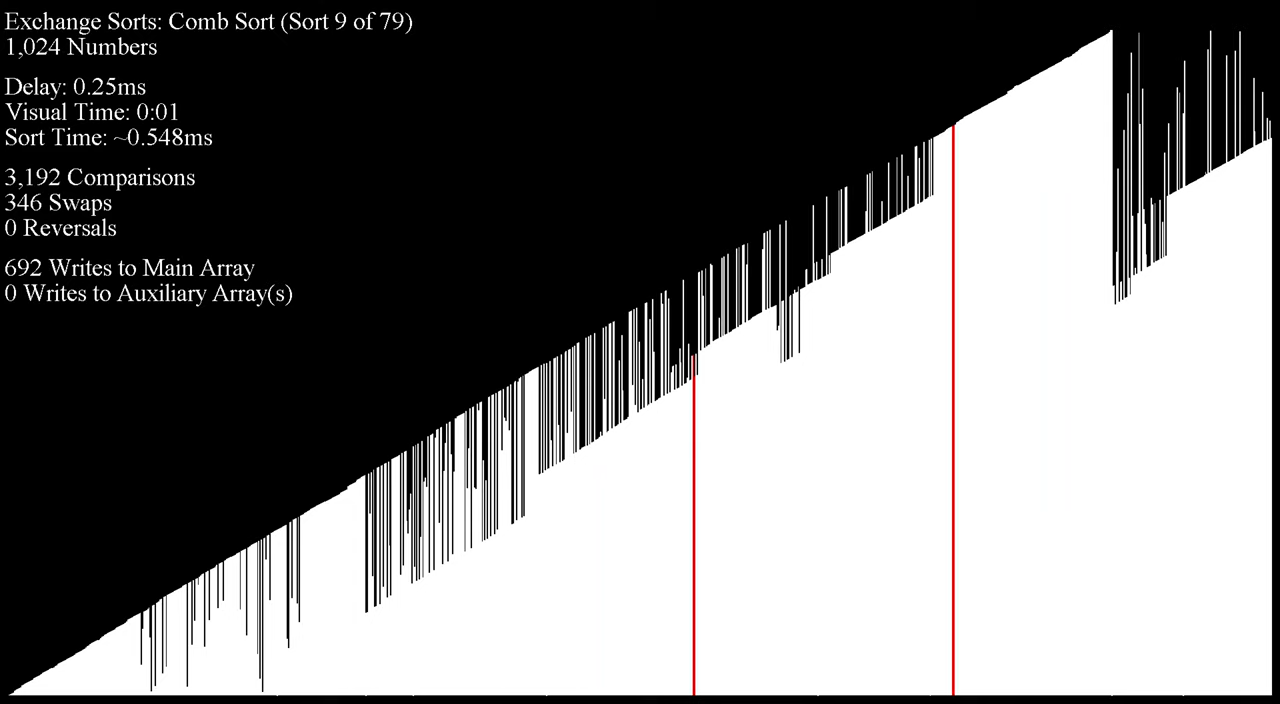 Exchange Sorts: Comb Sort (Sort 9 of 79)
1,024 Numbers
Delay: 0.25ms
Visual Time: 0:01
Sort Time: ~0.548ms
3,192 Comparisons
346 Swaps
0 Reversals
692 Writes to Main Array
0 Writes to Auxiliary Array(s)